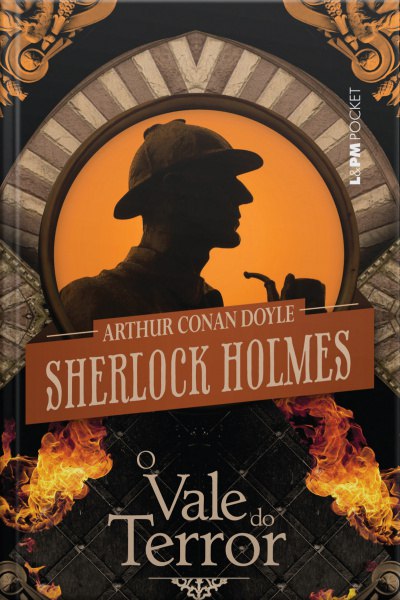 L&PM POCKET
ARTHUR CONAN DOYLE
SHERLOCK HOLMES
O
Vale
do
Terror